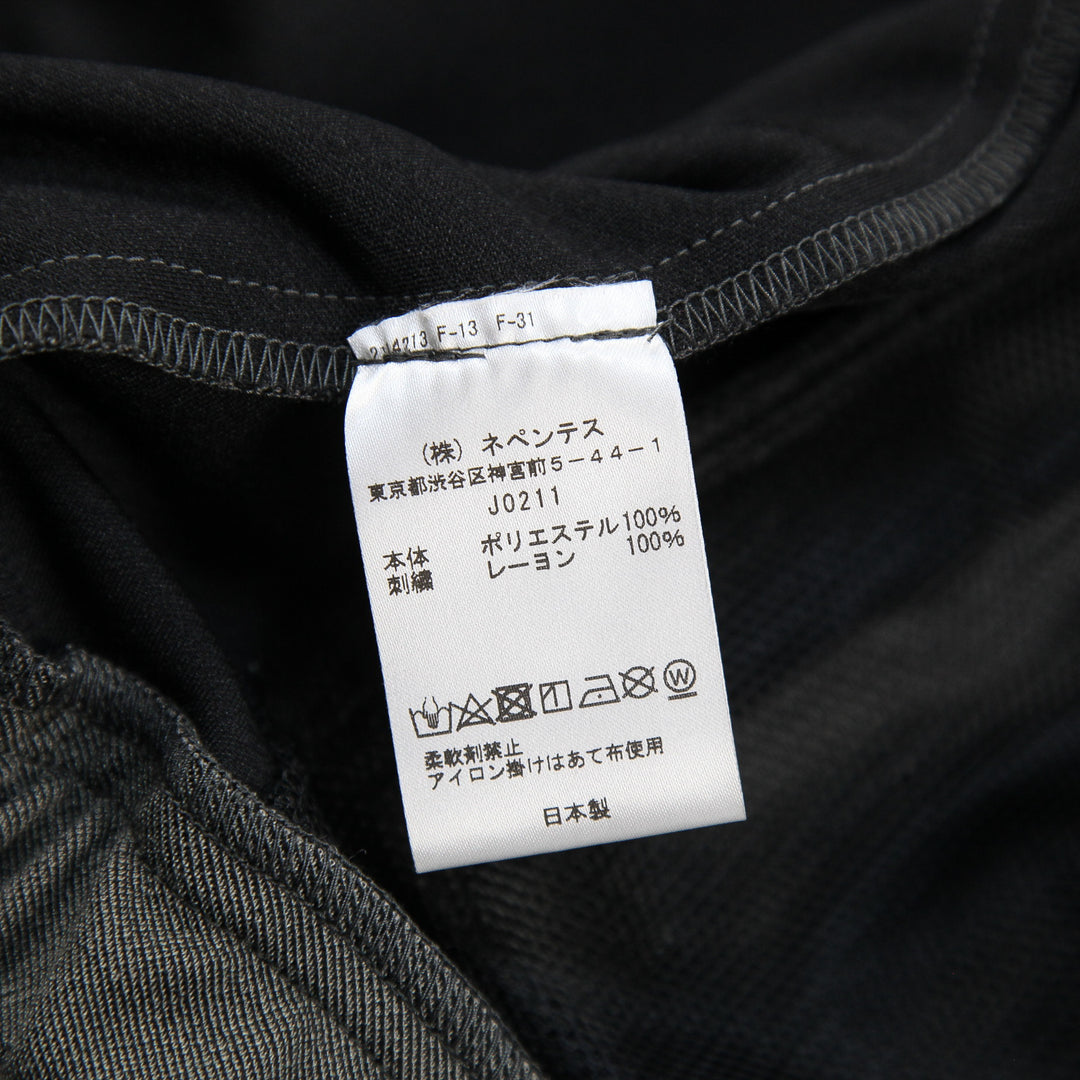 F-13 F-31
(株) ネペンテス
東京都渋谷区神宮前5-44-1
J0211
本体 ポリエステル100%
刺繍 レーヨン 100%
W
柔軟剤禁止
アイロン掛けはあて布使用
日本製